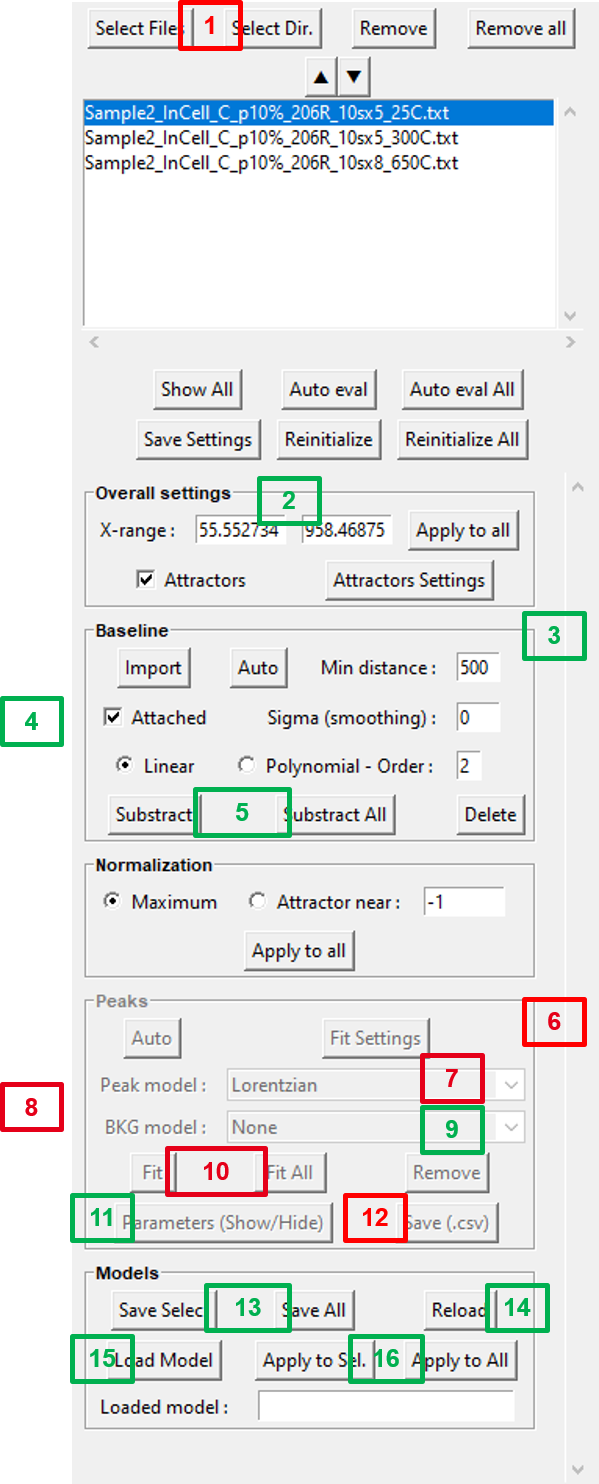 Select Files 1 Select Dir. Remove Remove all
▲ ▼
Sample2_InCell_C_p10%_206R_10sx5_25C.txt
Sample2_InCell_C_p10%_206R_10sx5_300C.txt
Sample2_InCell_C_p10%_206R_10sx8_650C.txt
Show All Auto eval Auto eval All
Save Settings Reinitialize Reinitialize All
Overall settings 2
X-range : 55.552734 958.46875 Apply to all
Attractors Attractors Settings
Baseline 3
Import Auto Min distance : 500
4 Attached Sigma (smoothing) : 0
Linear Polynomial - Order : 2
Substract 5 Substract All Delete
Normalization
Maximum Attractor near : -1
Apply to all
Peaks 6
Auto Fit Settings
Peak model : Lorentzian 7
8 BKG model : None 9
Fit 10 Fit All Remove
11 Parameters (Show/Hide) 12 Save (.csv)
Models
Save Selec 13 Save All Reload 14
15 Load Model Apply to Sel. 16 Apply to All
Loaded model :